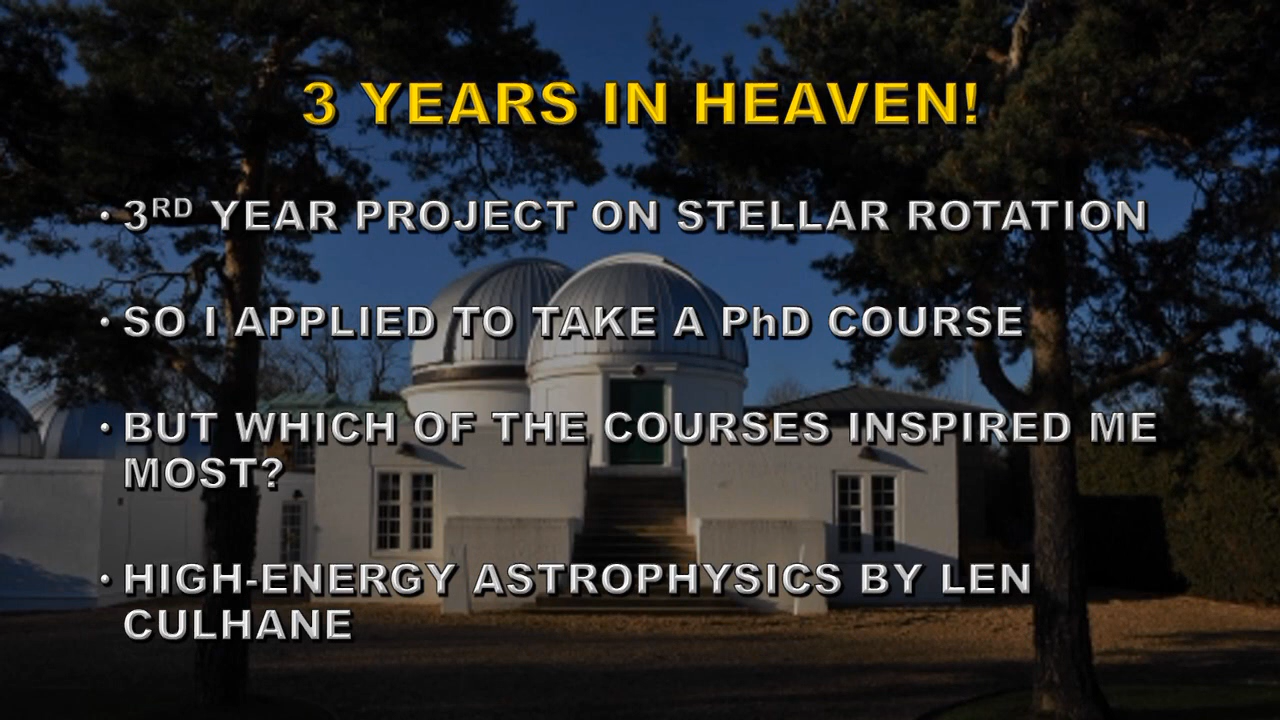 3 YEARS IN HEAVEN!
• 3RD YEAR PROJECT ON STELLAR ROTATION
• SO I APPLIED TO TAKE A PhD COURSE
• BUT WHICH OF THE COURSES INSPIRED ME
MOST?
• HIGH-ENERGY ASTROPHYSICS BY LEN
CULHANE